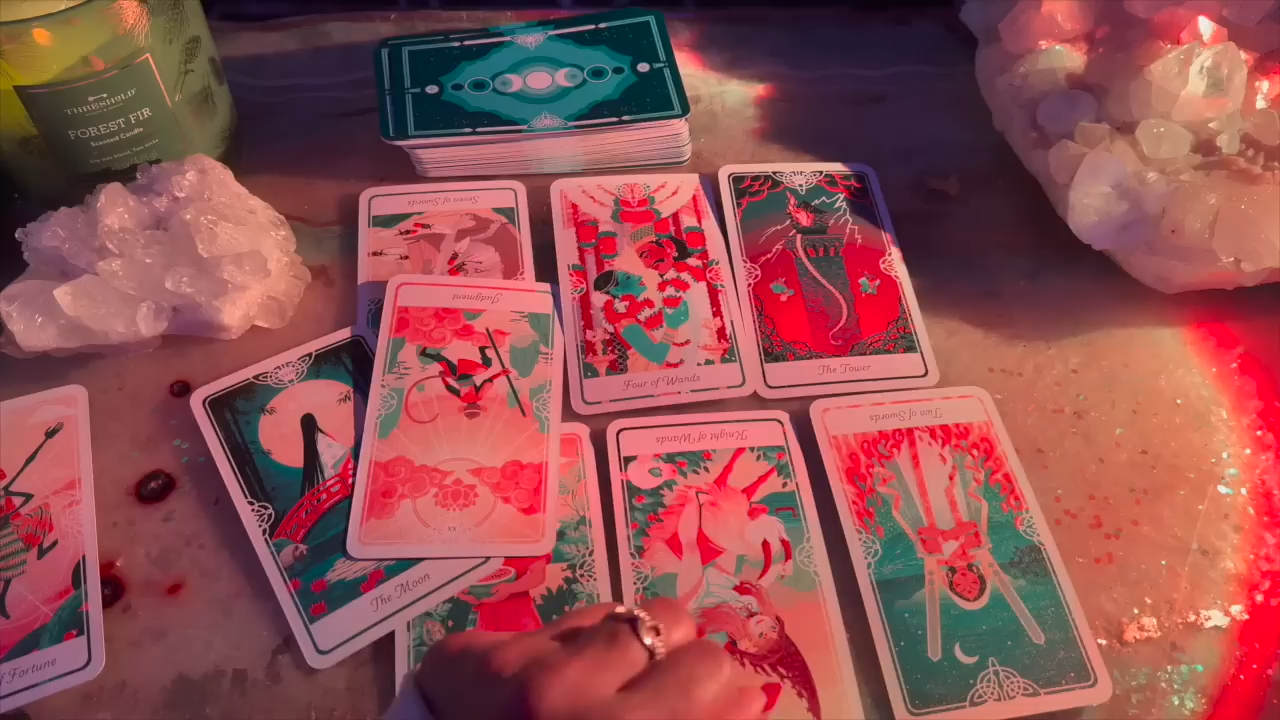 THRESHOLD
FOREST FIR
Scented Candle
Seven of Swords
Judgment
Four of Wands
The Tower
Knight of Wands
Two of Swords
The Moon
XX
of Fortune